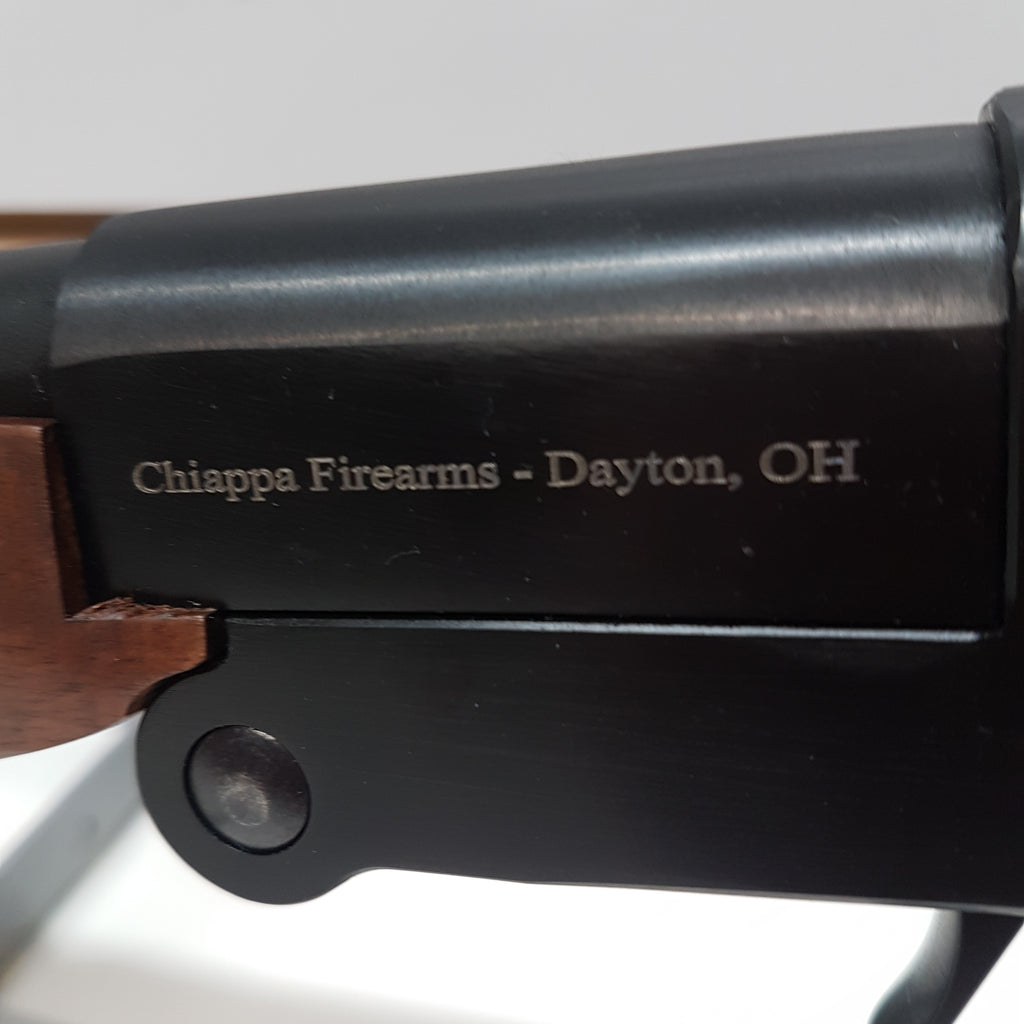 Chiappa Firearms - Dayton, OH